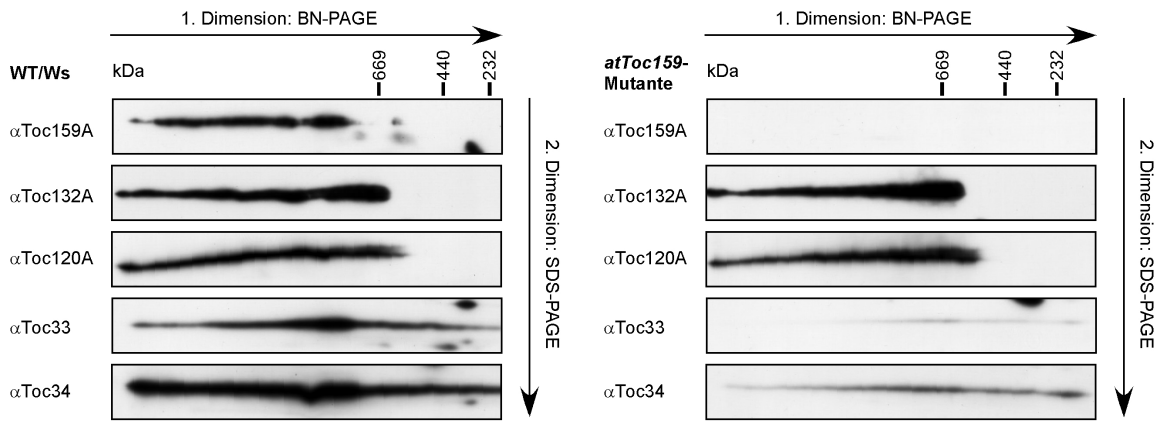 1. Dimension: BN-PAGE
WT/Ws
kDa
669
440
232
αToc159A
αToc132A
αToc120A
αToc33
αToc34
2. Dimension: SDS-PAGE
1. Dimension: BN-PAGE
atToc159-
Mutante
kDa
669
440
232
αToc159A
αToc132A
αToc120A
αToc33
αToc34
2. Dimension: SDS-PAGE